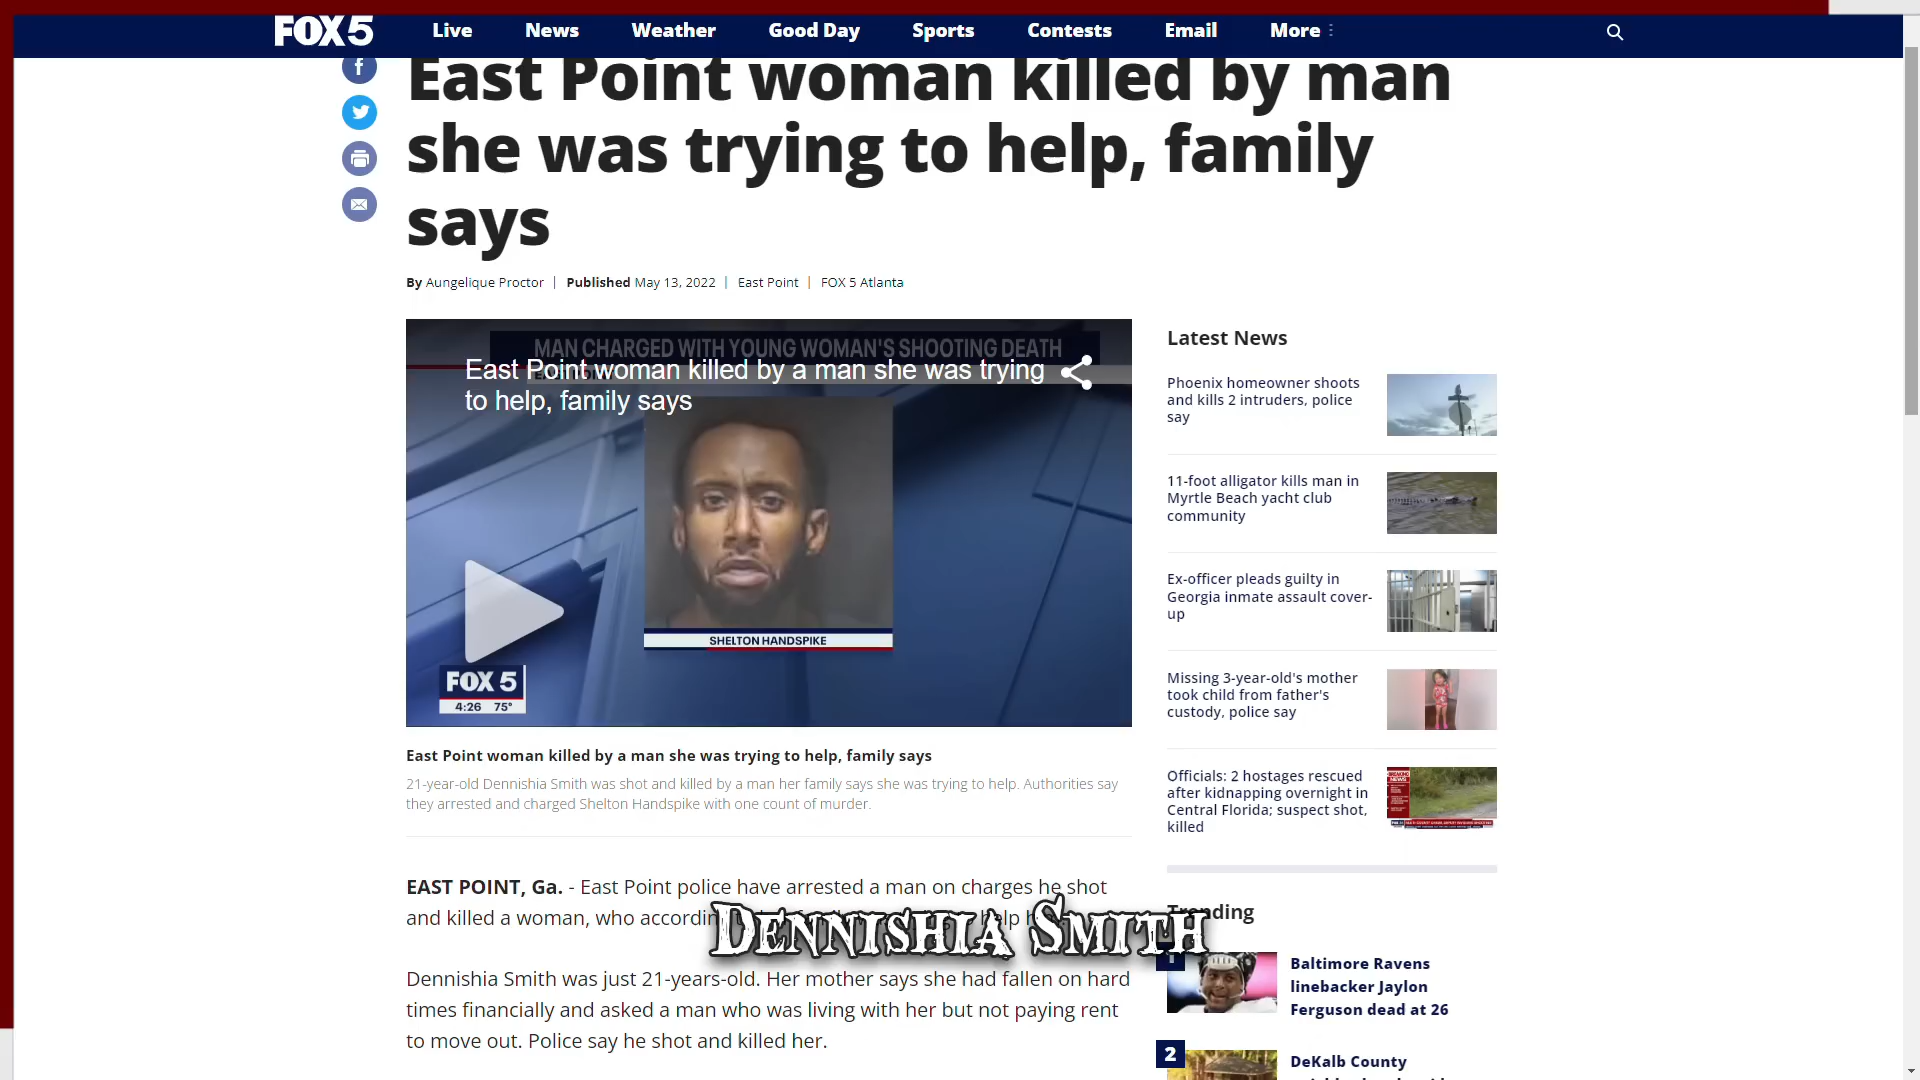 FOX 5
Live News Weather Good Day Sports Contests Email More
East Point woman killed by man
she was trying to help, family
says
By Aungelique Proctor | Published May 13, 2022 | East Point | FOX 5 Atlanta
MAN CHARGED WITH YOUNG WOMAN'S SHOOTING DEATH
East Point woman killed by a man she was trying
to help, family says
SHELTON HANDSPIKE
FOX 5
4:26 75°
East Point woman killed by a man she was trying to help, family says
21-year-old Dennishia Smith was shot and killed by a man her family says she was trying to help. Authorities say
they arrested and charged Shelton Handspike with one count of murder.
EAST POINT, Ga. - East Point police have arrested a man on charges he shot
and killed a woman, who
Dennishia Smith
Dennishia Smith was just 21-years-old. Her mother says she had fallen on hard
times financially and asked a man who was living with her but not paying rent
to move out. Police say he shot and killed her.
Latest News
Phoenix homeowner shoots
and kills 2 intruders, police
say
11-foot alligator kills man in
Myrtle Beach yacht club
community
Ex-officer pleads guilty in
Georgia inmate assault cover-
up
Missing 3-year-old's mother
took child from father's
custody, police say
Officials: 2 hostages rescued
after kidnapping overnight in
Central Florida; suspect shot,
killed
Trending
1
Baltimore Ravens
linebacker Jaylon
Ferguson dead at 26
2
DeKalb County